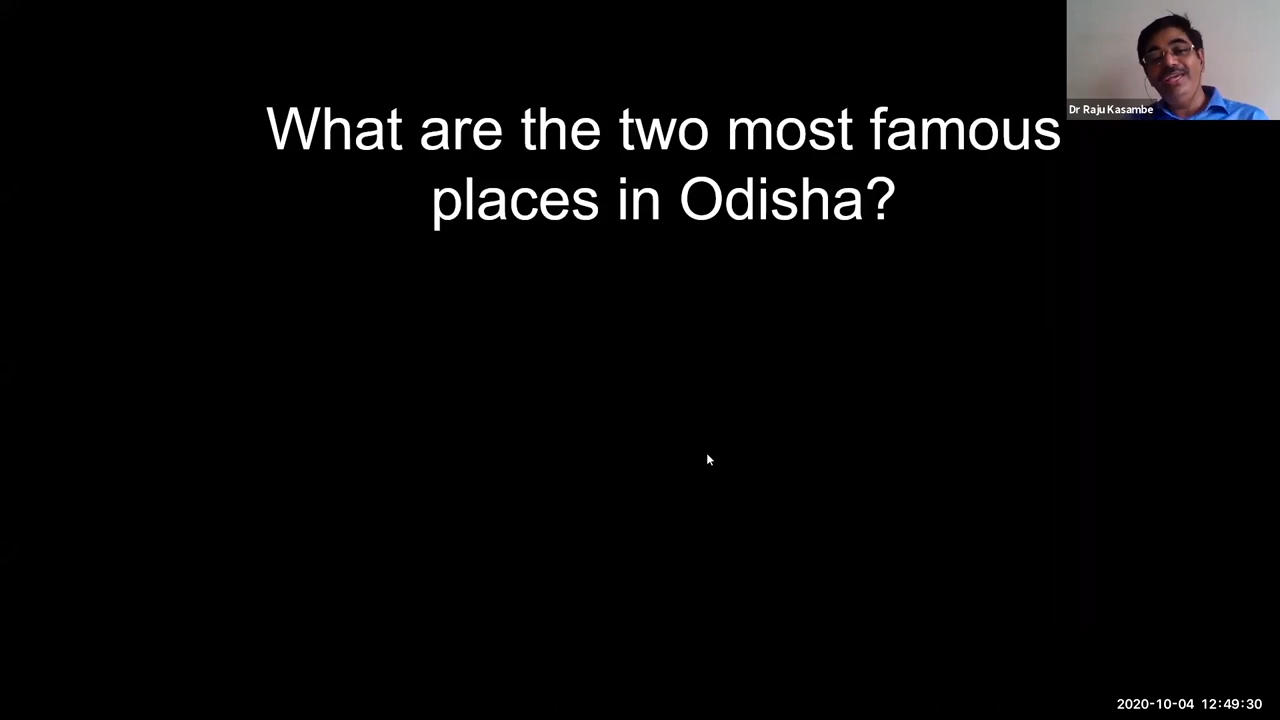 What are the two most famous
places in Odisha?
Dr Raju Kasambe
2020-10-04 12:49:30